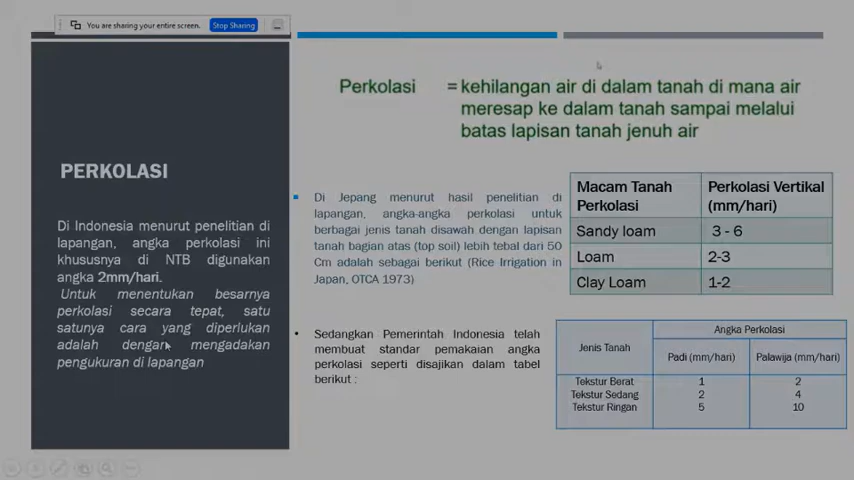 You are sharing your entire screen.
Stop Sharing
PERKOLASI
Di Indonesia menurut penelitian di
lapangan, angka perkolasi ini
khususnya di NTB digunakan
angka 2mm/hari.
Untuk menentukan besarnya
perkolasi secara tepat, satu
satunya cara yang diperlukan
adalah dengan mengadakan
pengukuran di lapangan
Perkolasi = kehilangan air di dalam tanah di mana air
meresap ke dalam tanah sampai melalui
batas lapisan tanah jenuh air
Di Jepang menurut hasil penelitian di
lapangan, angka-angka perkolasi untuk
berbagai jenis tanah disawah dengan lapisan
tanah bagian atas (top soil) lebih tebal dari 50
Cm adalah sebagai berikut (Rice Irrigation in
Japan, OTCA 1973)
Macam Tanah Perkolasi Vertikal
Perkolasi (mm/hari)
Sandy loam 3 - 6
Loam 2-3
Clay Loam 1-2
• Sedangkan Pemerintah Indonesia telah
membuat standar pemakaian angka
perkolasi seperti disajikan dalam tabel
berikut :
Jenis Tanah Angka Perkolasi
Padi (mm/hari) Palawija (mm/hari)
Tekstur Berat 1 2
Tekstur Sedang 2 4
Tekstur Ringan 5 10